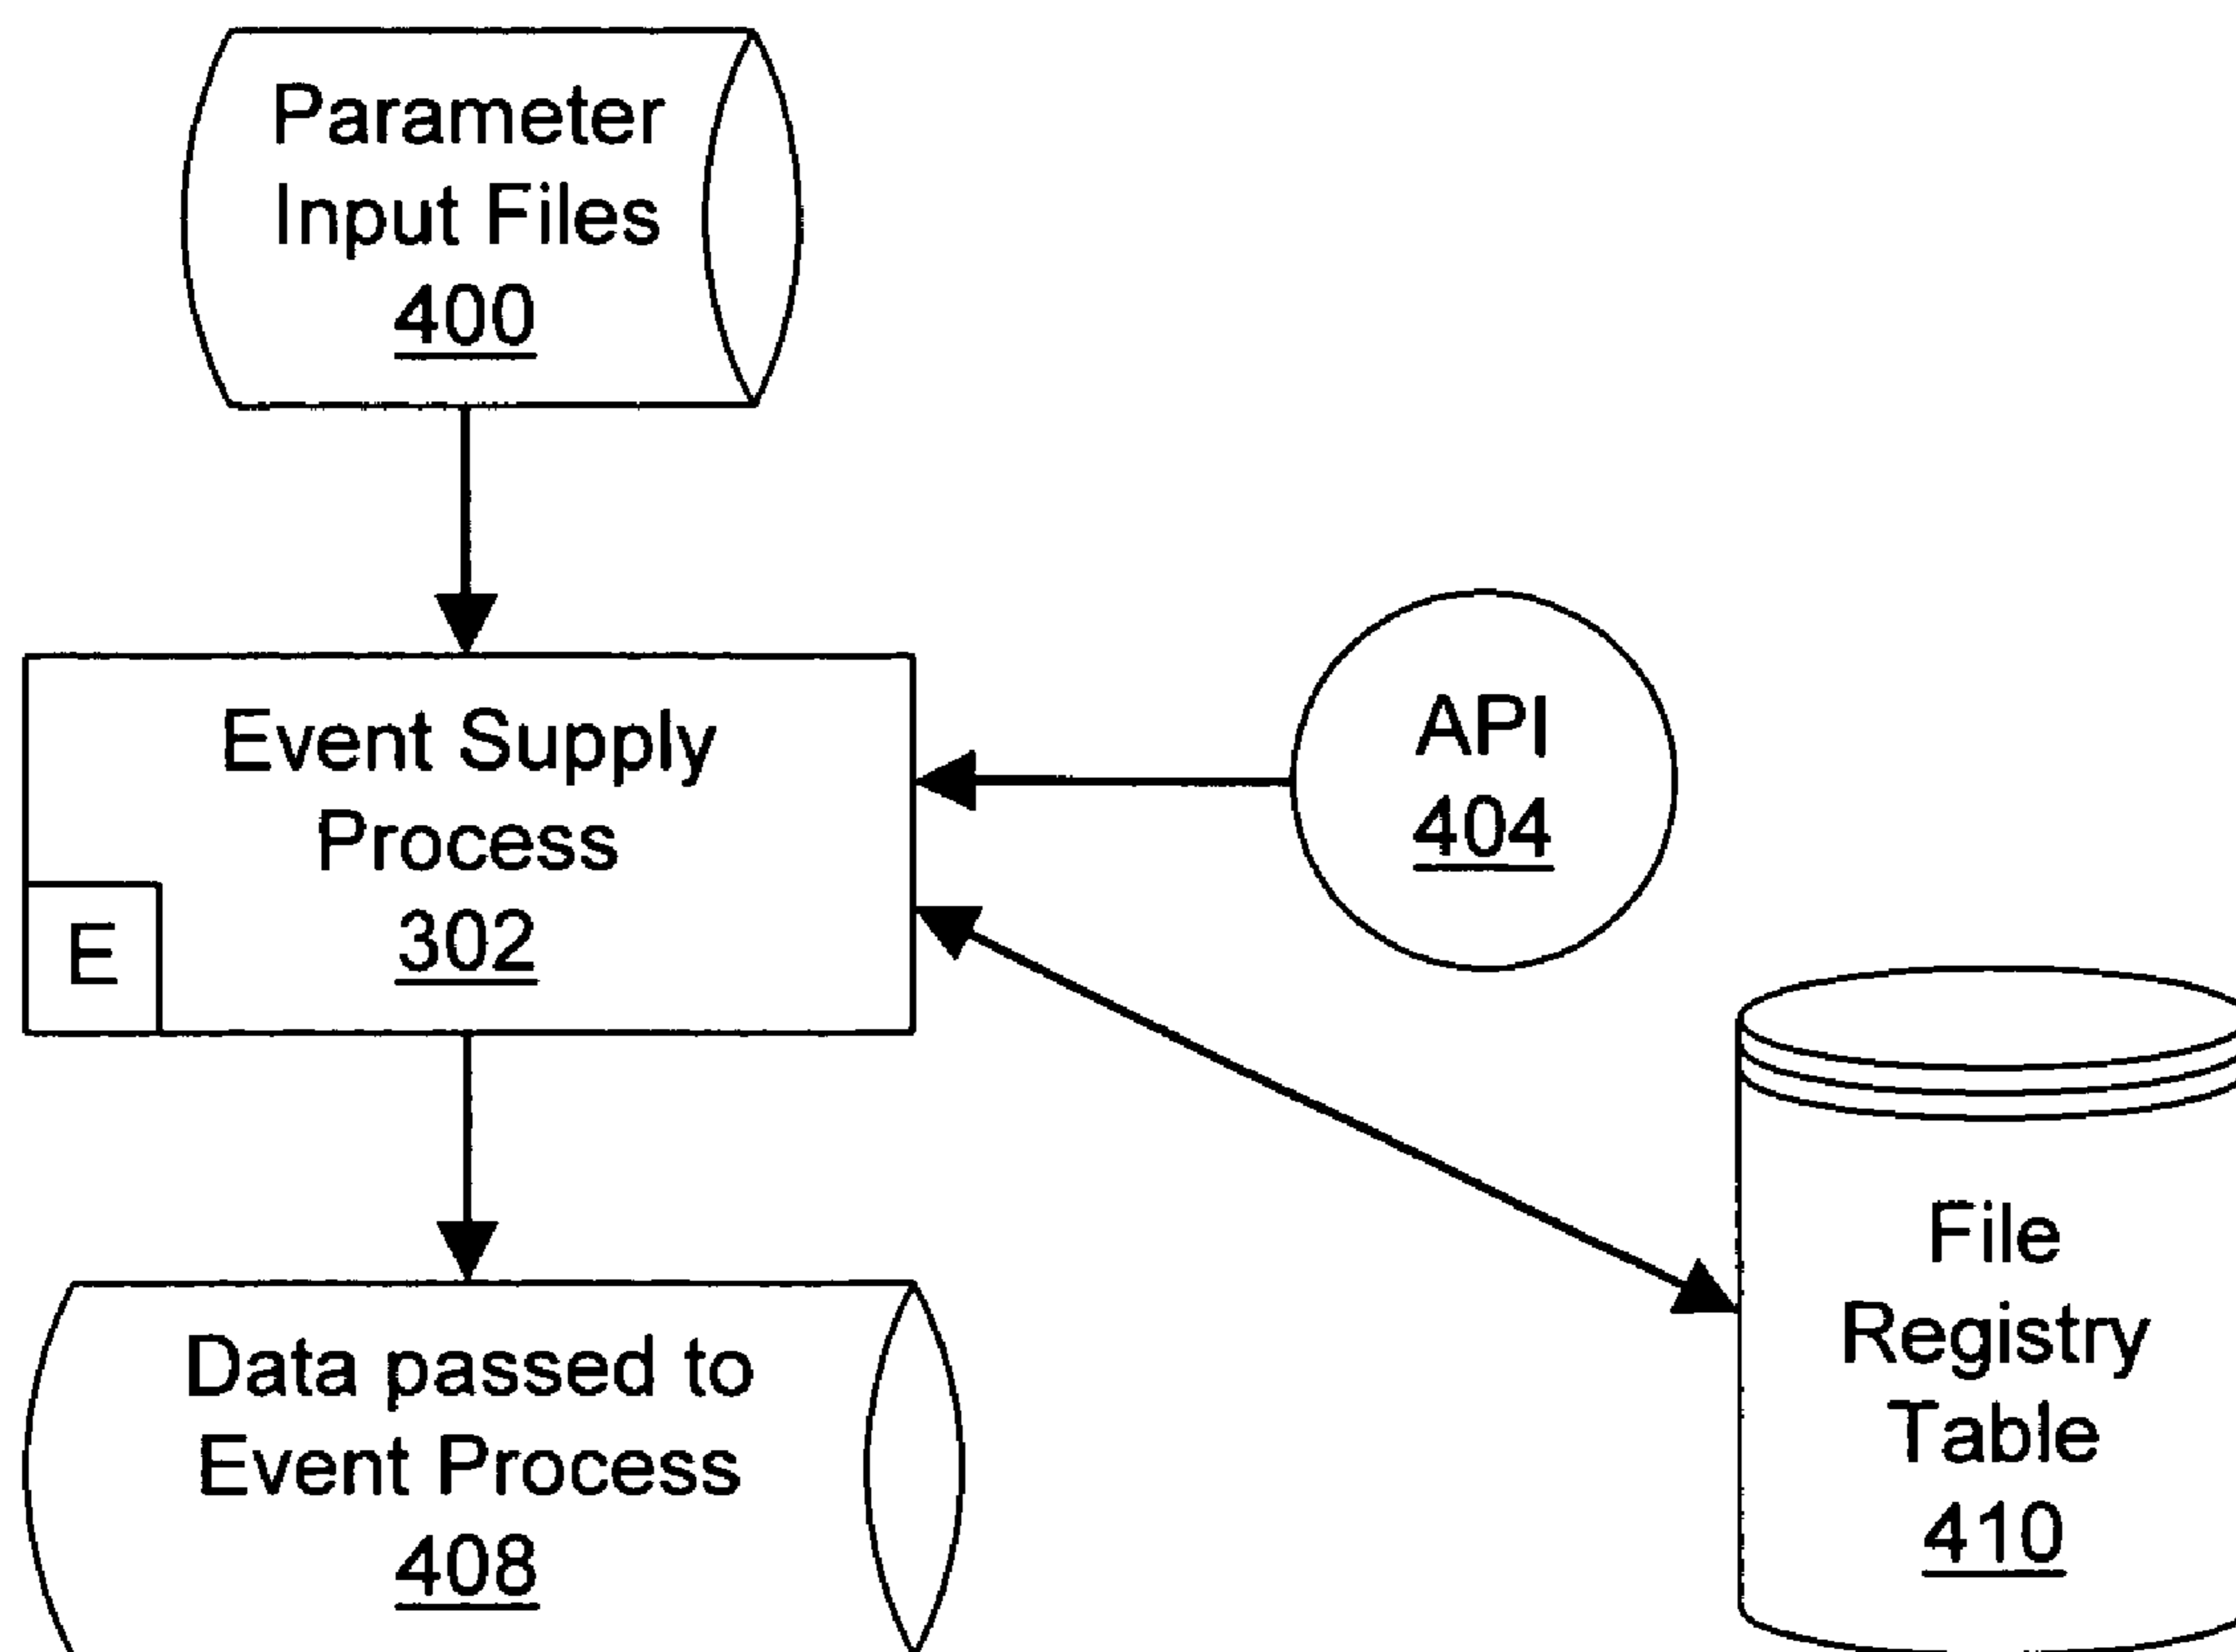 Parameter
Input Files
400
Event Supply
Process
302
E
API
404
File
Registry
Table
410
Data passed to
Event Process
408